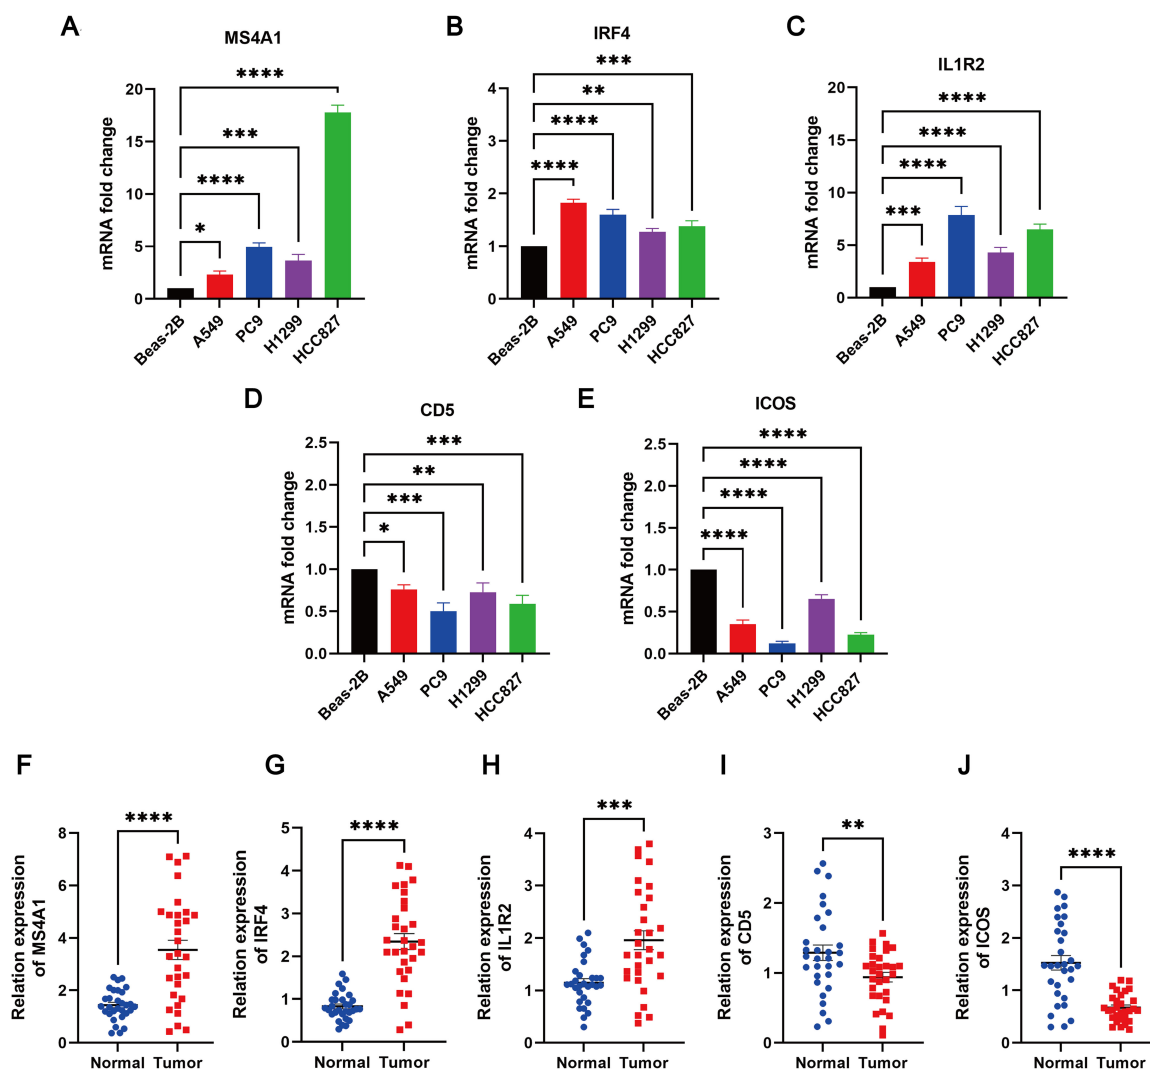 A
MS4A1
mRNA fold change
20
15
10
5
0
****
***
****
*
Beas-2B
A549
PC9
H1299
HCC827
B
IRF4
mRNA fold change
4
3
2
1
0
***
**
****
****
Beas-2B
A549
PC9
H1299
HCC827
C
IL1R2
mRNA fold change
20
15
10
5
0
****
****
****
***
Beas-2B
A549
PC9
H1299
HCC827
D
CD5
mRNA fold change
2.5
2.0
1.5
1.0
0.5
0.0
***
**
***
*
Beas-2B
A549
PC9
H1299
HCC827
E
ICOS
mRNA fold change
2.5
2.0
1.5
1.0
0.5
0.0
****
****
****
****
Beas-2B
A549
PC9
H1299
HCC827
F
Relation expression
of MS4A1
8
6
4
2
0
****
Normal
Tumor
G
Relation expression
of IRF4
5
4
3
2
1
0
****
Normal
Tumor
H
Relation expression
of IL1R2
4
3
2
1
0
***
Normal
Tumor
I
Relation expression
of CD5
3
2
1
0
**
Normal
Tumor
J
Relation expression
of ICOS
4
3
2
1
0
****
Normal
Tumor